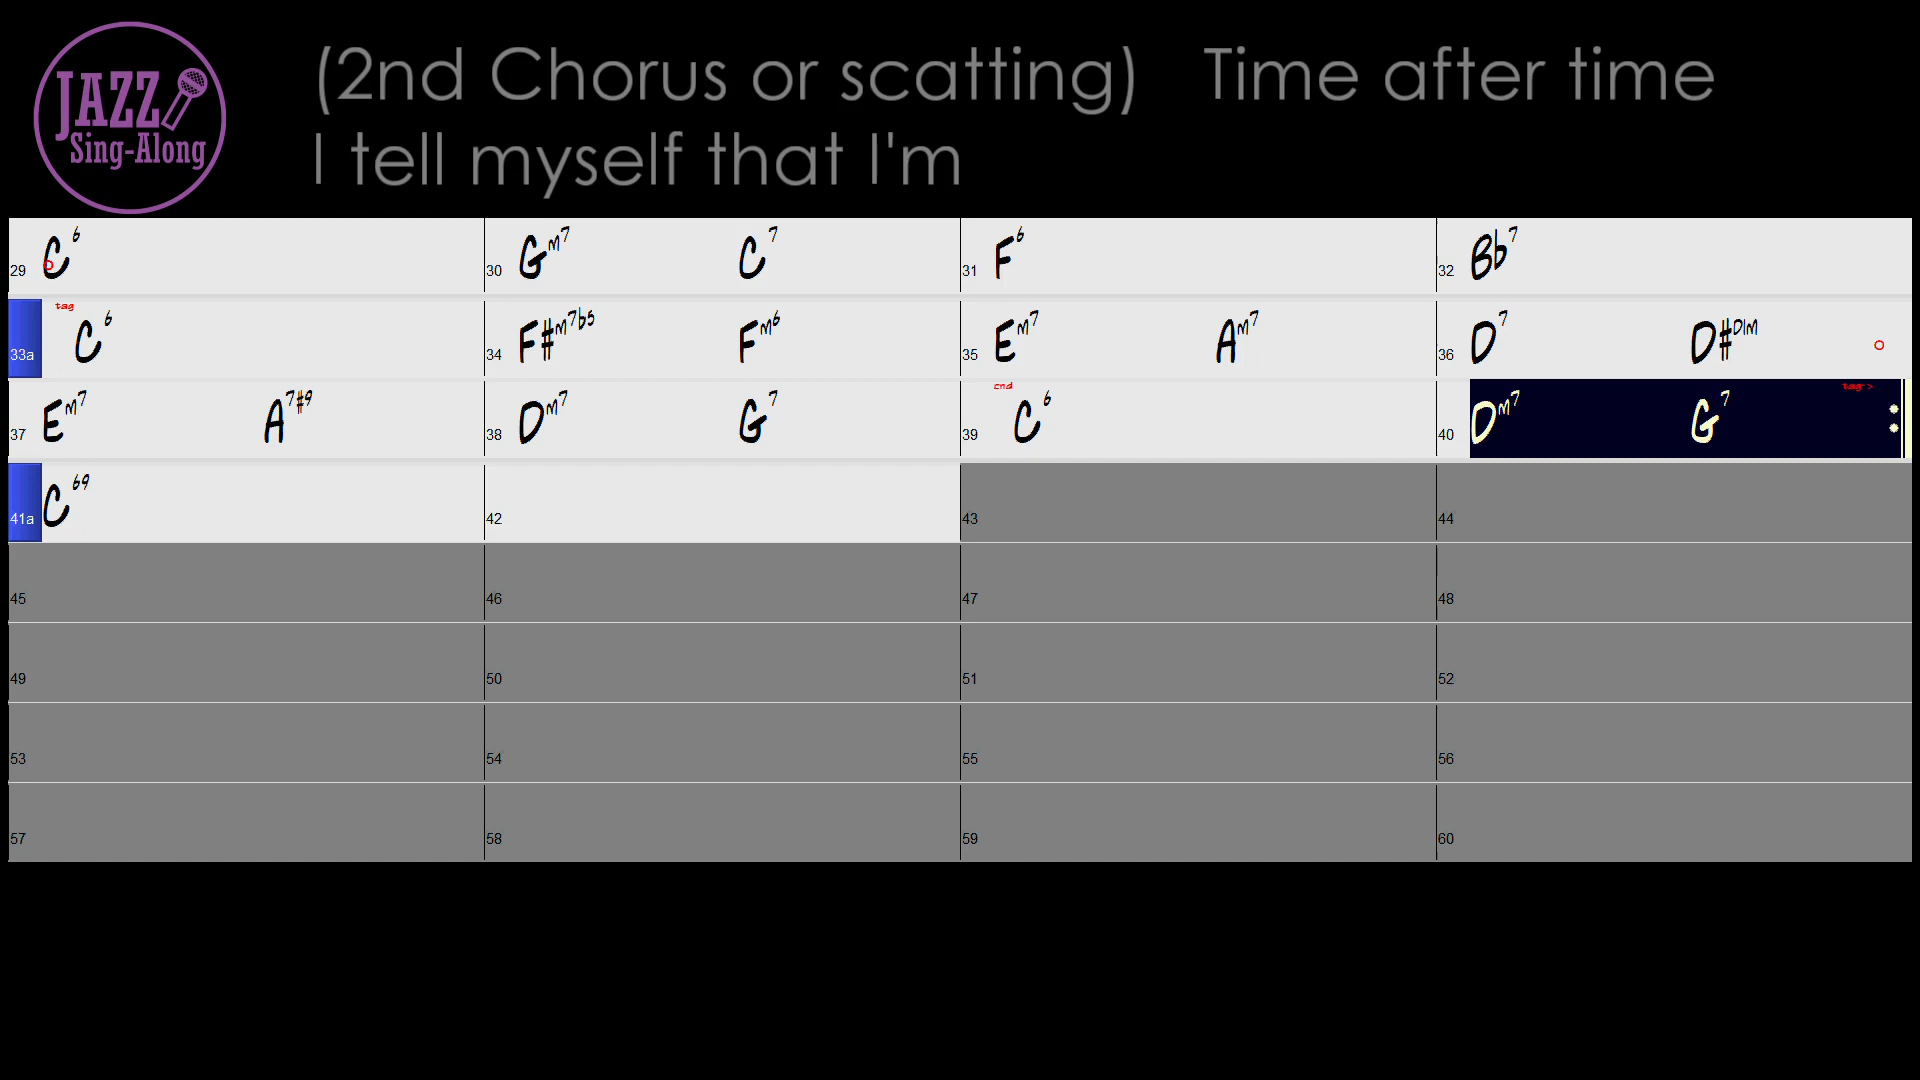 JAZZ
Sing-Along
(2nd Chorus or scatting) Time after time
I tell myself that I'm
29 C6 30 Gm7 C7 31 F6 32 Bb7
tag
33a C6 34 F#m7b5 Fm6 35 Em7 Am7 36 D7 D#DIM
end tag>
37 Em7 A7#9 38 Dm7 G7 39 C6 40 Dm7 G7
41a C69 42 43 44
45 46 47 48
49 50 51 52
53 54 55 56
57 58 59 60